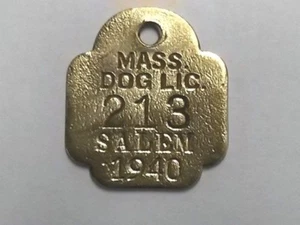 MASS.
DOG LIC.
213
SALEM
1940